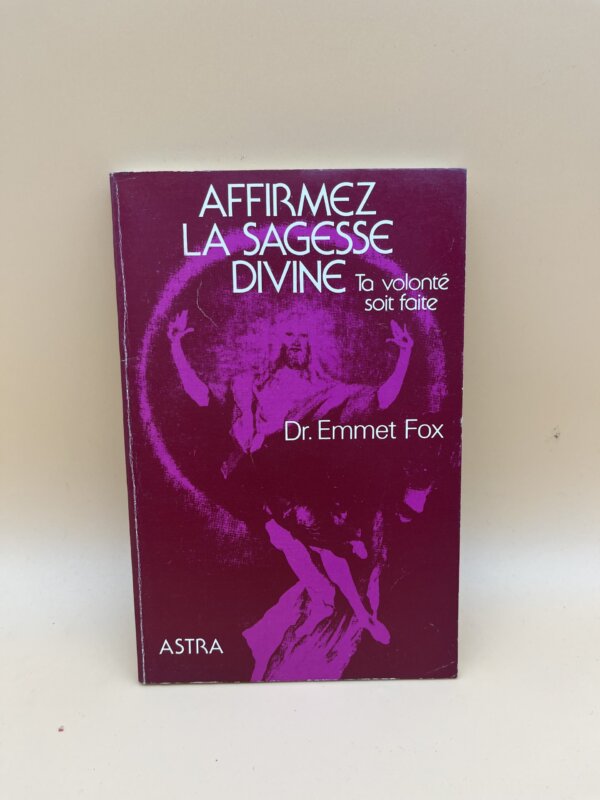 AFFIRMEZ
LA SAGESSE
DIVINE Ta volonté
soit faite
Dr. Emmet Fox
ASTRA